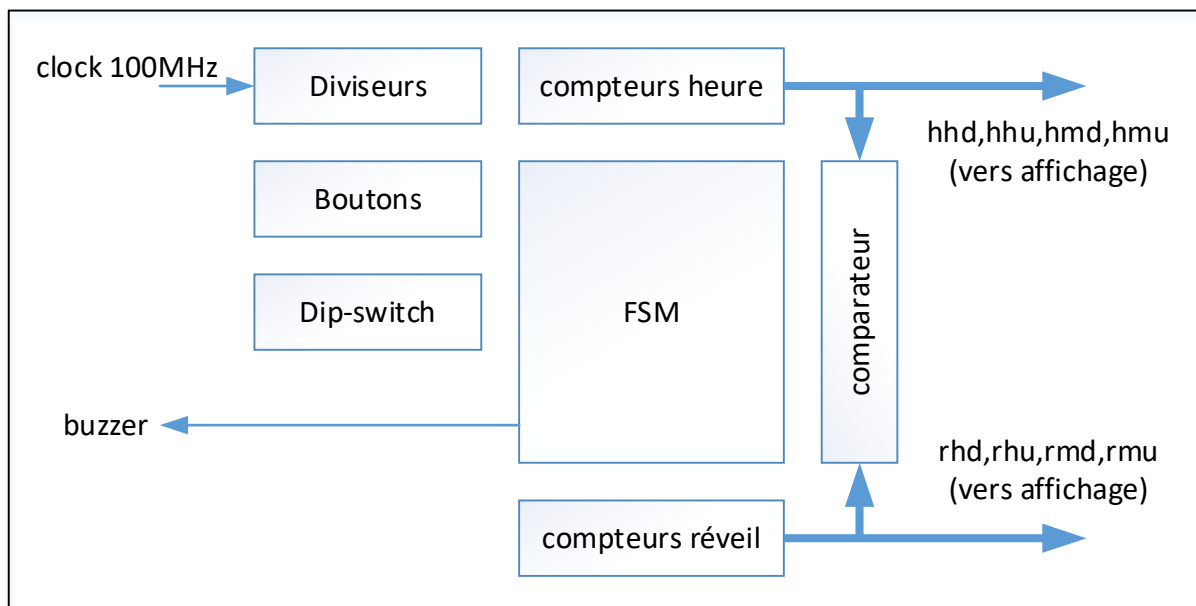 clock 100MHz
Diviseurs
compteurs heure
hhd,hhu,hmd,hmu
(vers affichage)
Boutons
Dip-switch
FSM
comparateur
buzzer
rhd,rhu,rmd,rmu
(vers affichage)
compteurs réveil